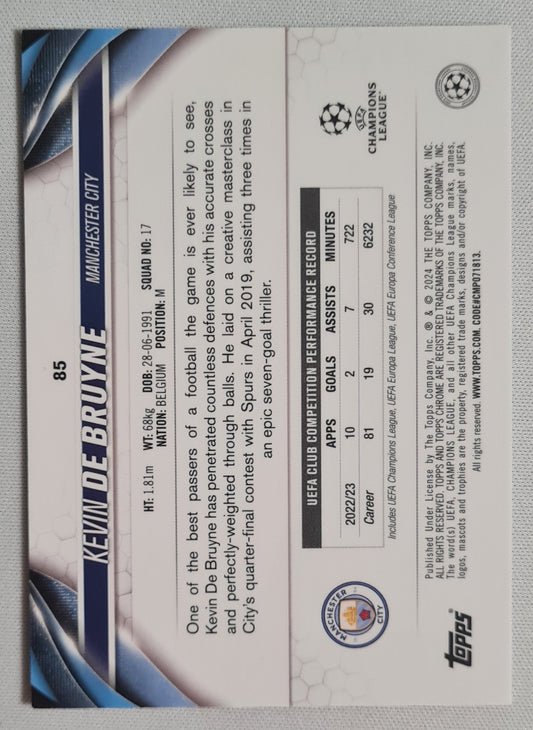 85
KEVIN DE BRUYNE
MANCHESTER CITY
HT: 1.81m WT: 68kg DOB: 28-06-1991 SQUAD NO: 17
NATION: BELGIUM POSITION: M
One of the best passers of a football the game is ever likely to see,
Kevin De Bruyne has penetrated countless defences with his accurate crosses
and perfectly-weighted through balls. He laid on a creative masterclass in
City's quarter-final contest with Spurs in April 2019, assisting three times in
an epic seven-goal thriller.
MANCHESTER
CITY
UEFA CLUB COMPETITION PERFORMANCE RECORD
APPS GOALS ASSISTS MINUTES
2022/23 10 2 7 722
Career 81 19 30 6232
Includes UEFA Champions League, UEFA Europa League, UEFA Europa Conference League
UEFA
CHAMPIONS
LEAGUE
Topps
Published Under License by The Topps Company, Inc. ® & © 2024 THE TOPPS COMPANY, INC.
ALL RIGHTS RESERVED. TOPPS AND TOPPS CHROME ARE REGISTERED TRADEMARKS OF THE TOPPS COMPANY, INC.
The word(s) UEFA, CHAMPIONS LEAGUE, and all other UEFA Champions League marks, names,
logos, mascots and trophies are the property, registered trade marks, designs and/or copyright of UEFA.
All rights reserved. WWW.TOPPS.COM. CODE#CMP071813.